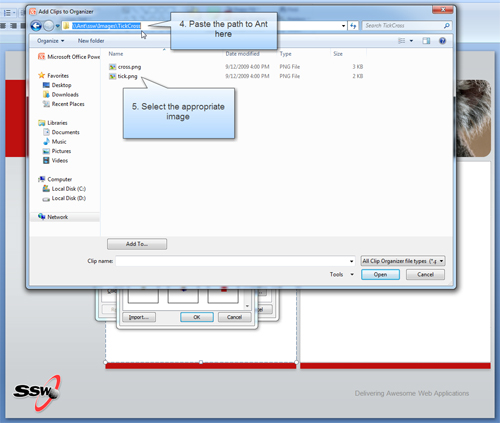 Add Clips to Organizer
\\Ant\ssw\Images\TickCross
Search TickCross
4. Paste the path to Ant
here
Organize
New folder
Microsoft Office Pow
Name
Date modified
Type
Size
cross.png
9/12/2009 4:00 PM
PNG File
3 KB
tick.png
9/12/2009 4:00 PM
PNG File
2 KB
Favorites
Desktop
Downloads
Recent Places
5. Select the appropriate
image
Libraries
Documents
Music
Pictures
Videos
Computer
Local Disk (C:)
Local Disk (D:)
Network
Add To...
Clip name:
All Clip Organizer file types
Tools
Open
Cancel
Import...
OK
Cancel
SSW
Delivering Awesome Web Applications